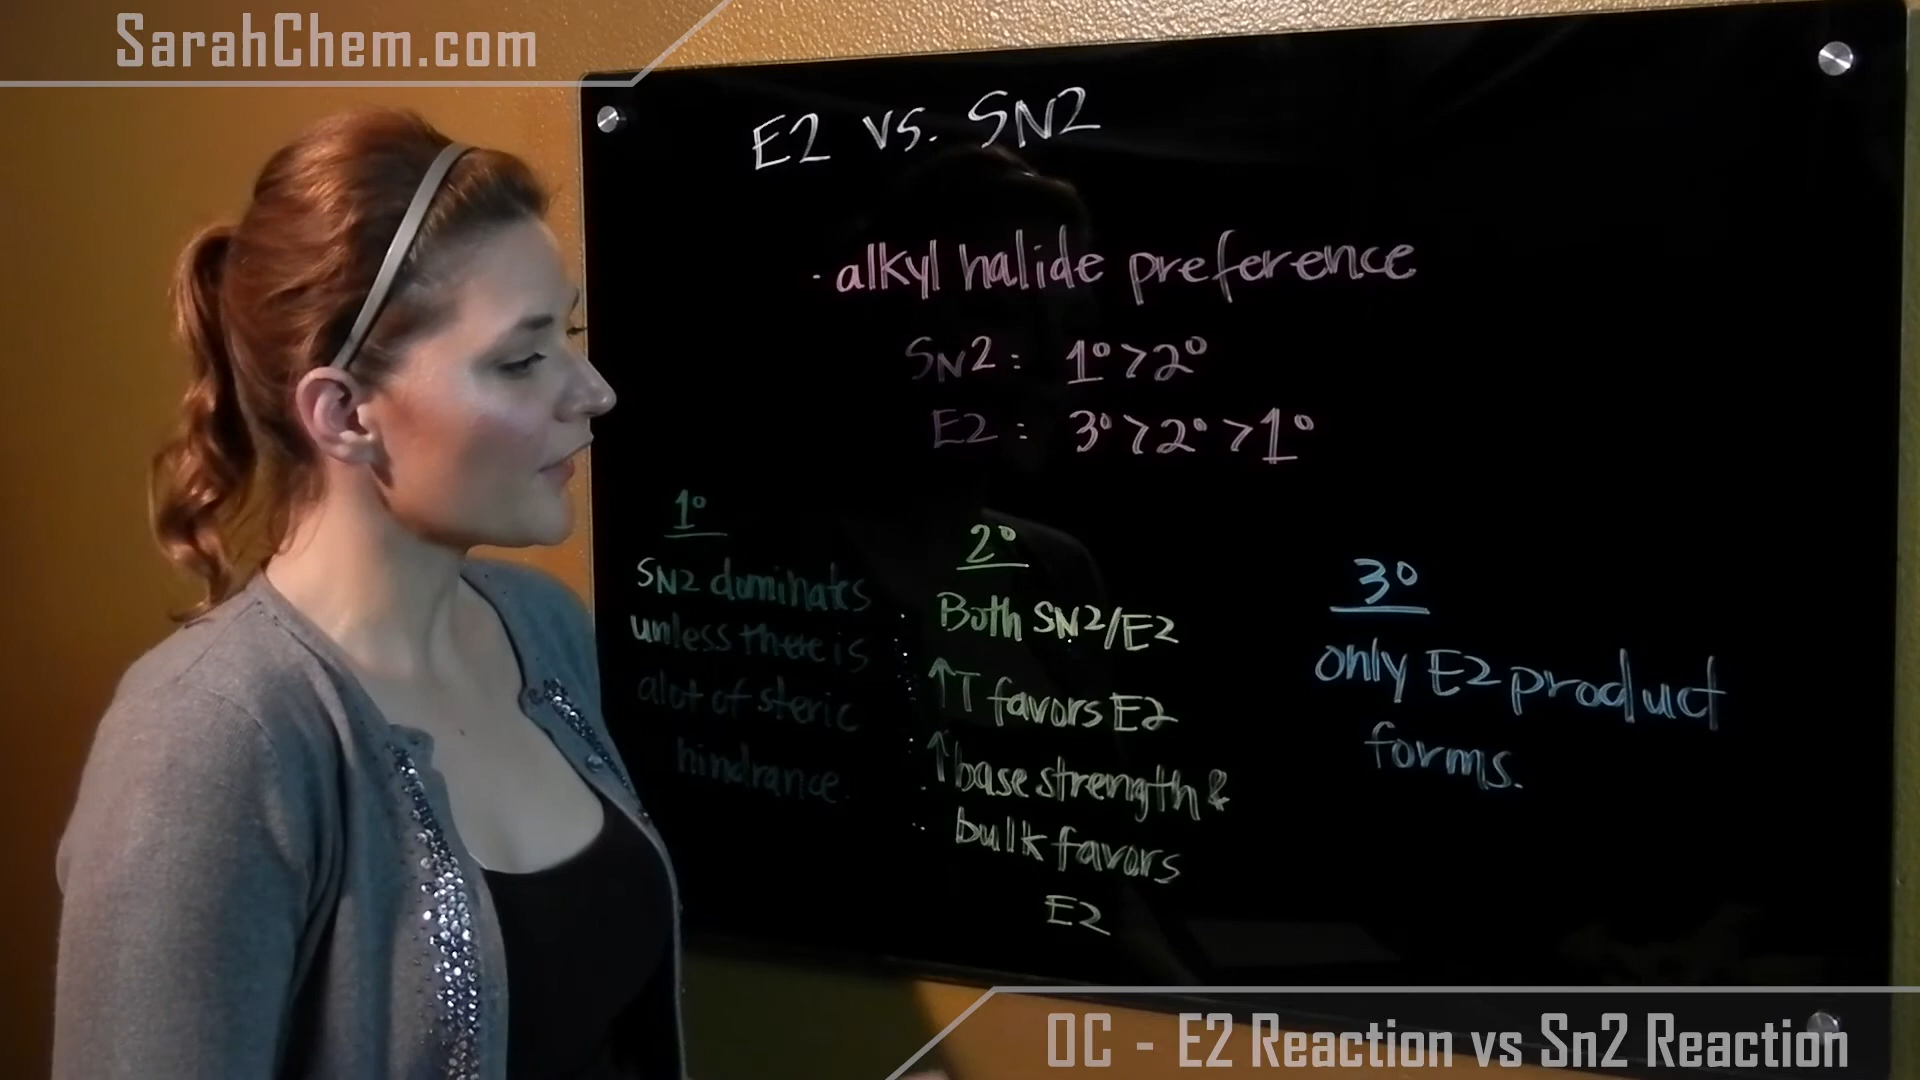 SarahChem.com
E2 vs. SN2
· alkyl halide preference
SN2: 1° > 2°
E2: 3° > 2° > 1°
1°
SN2 dominates
unless there is
alot of steric
hindrance.
2°
Both SN2/E2
↑T favors E2
↑base strength &
bulk favors
E2
3°
only E2 product
forms.
OC - E2 Reaction vs Sn2 Reaction